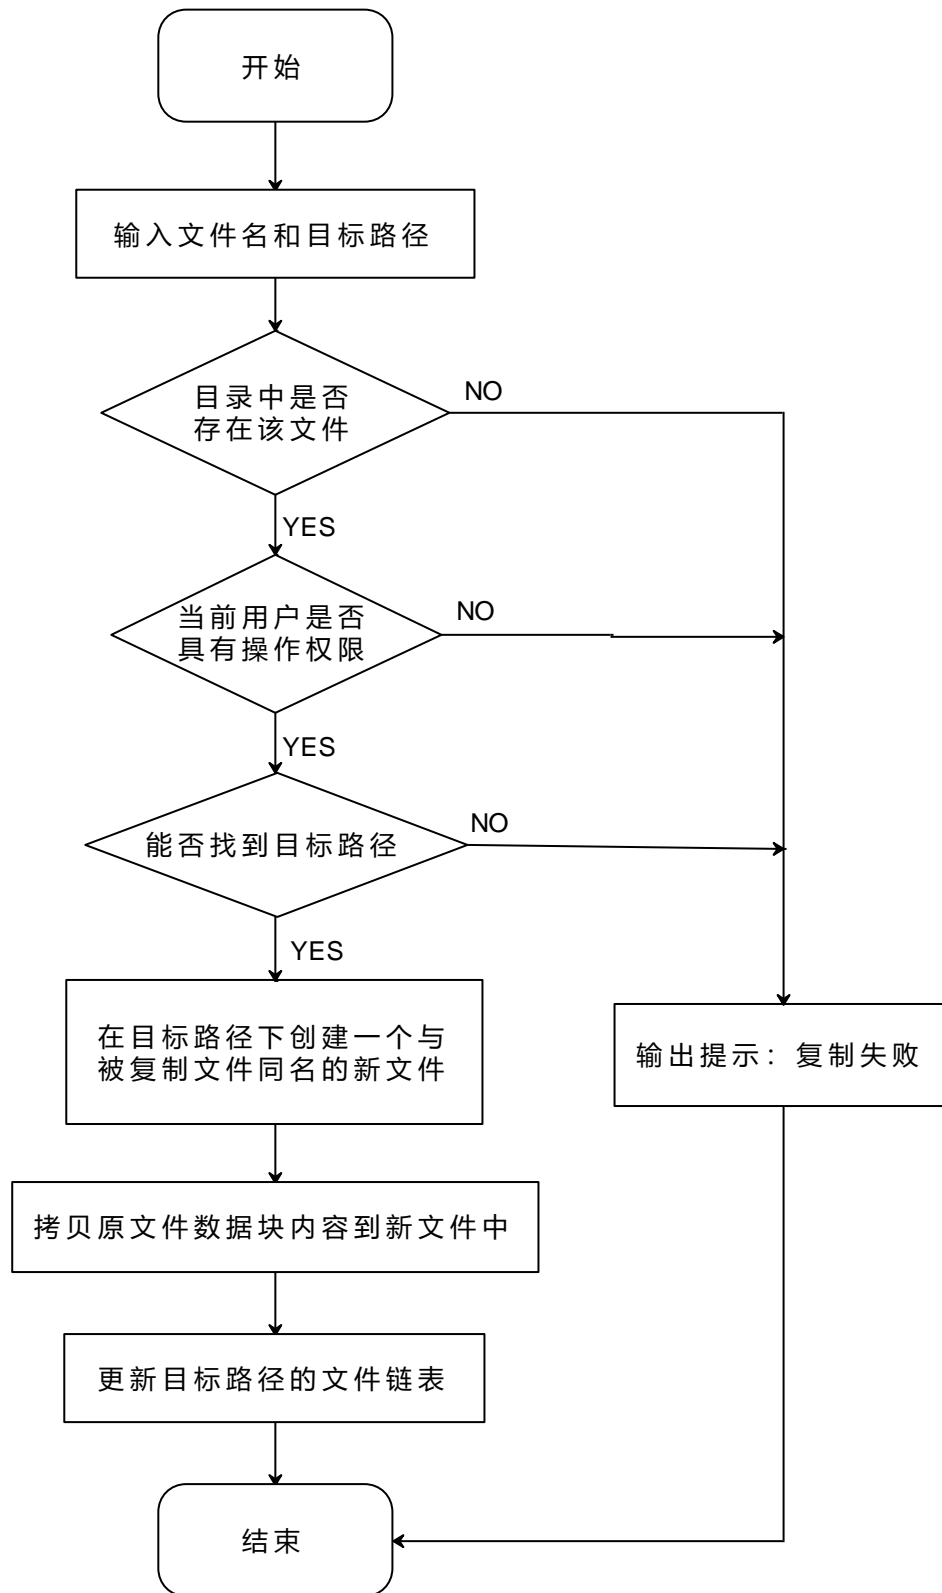 开始
输入文件名和目标路径
目录中是否
存在该文件
NO
YES
当前用户是否
具有操作权限
NO
YES
能否找到目标路径
NO
YES
在目标路径下创建一个与
被复制文件同名的新文件
输出提示：复制失败
拷贝原文件数据块内容到新文件中
更新目标路径的文件链表
结束